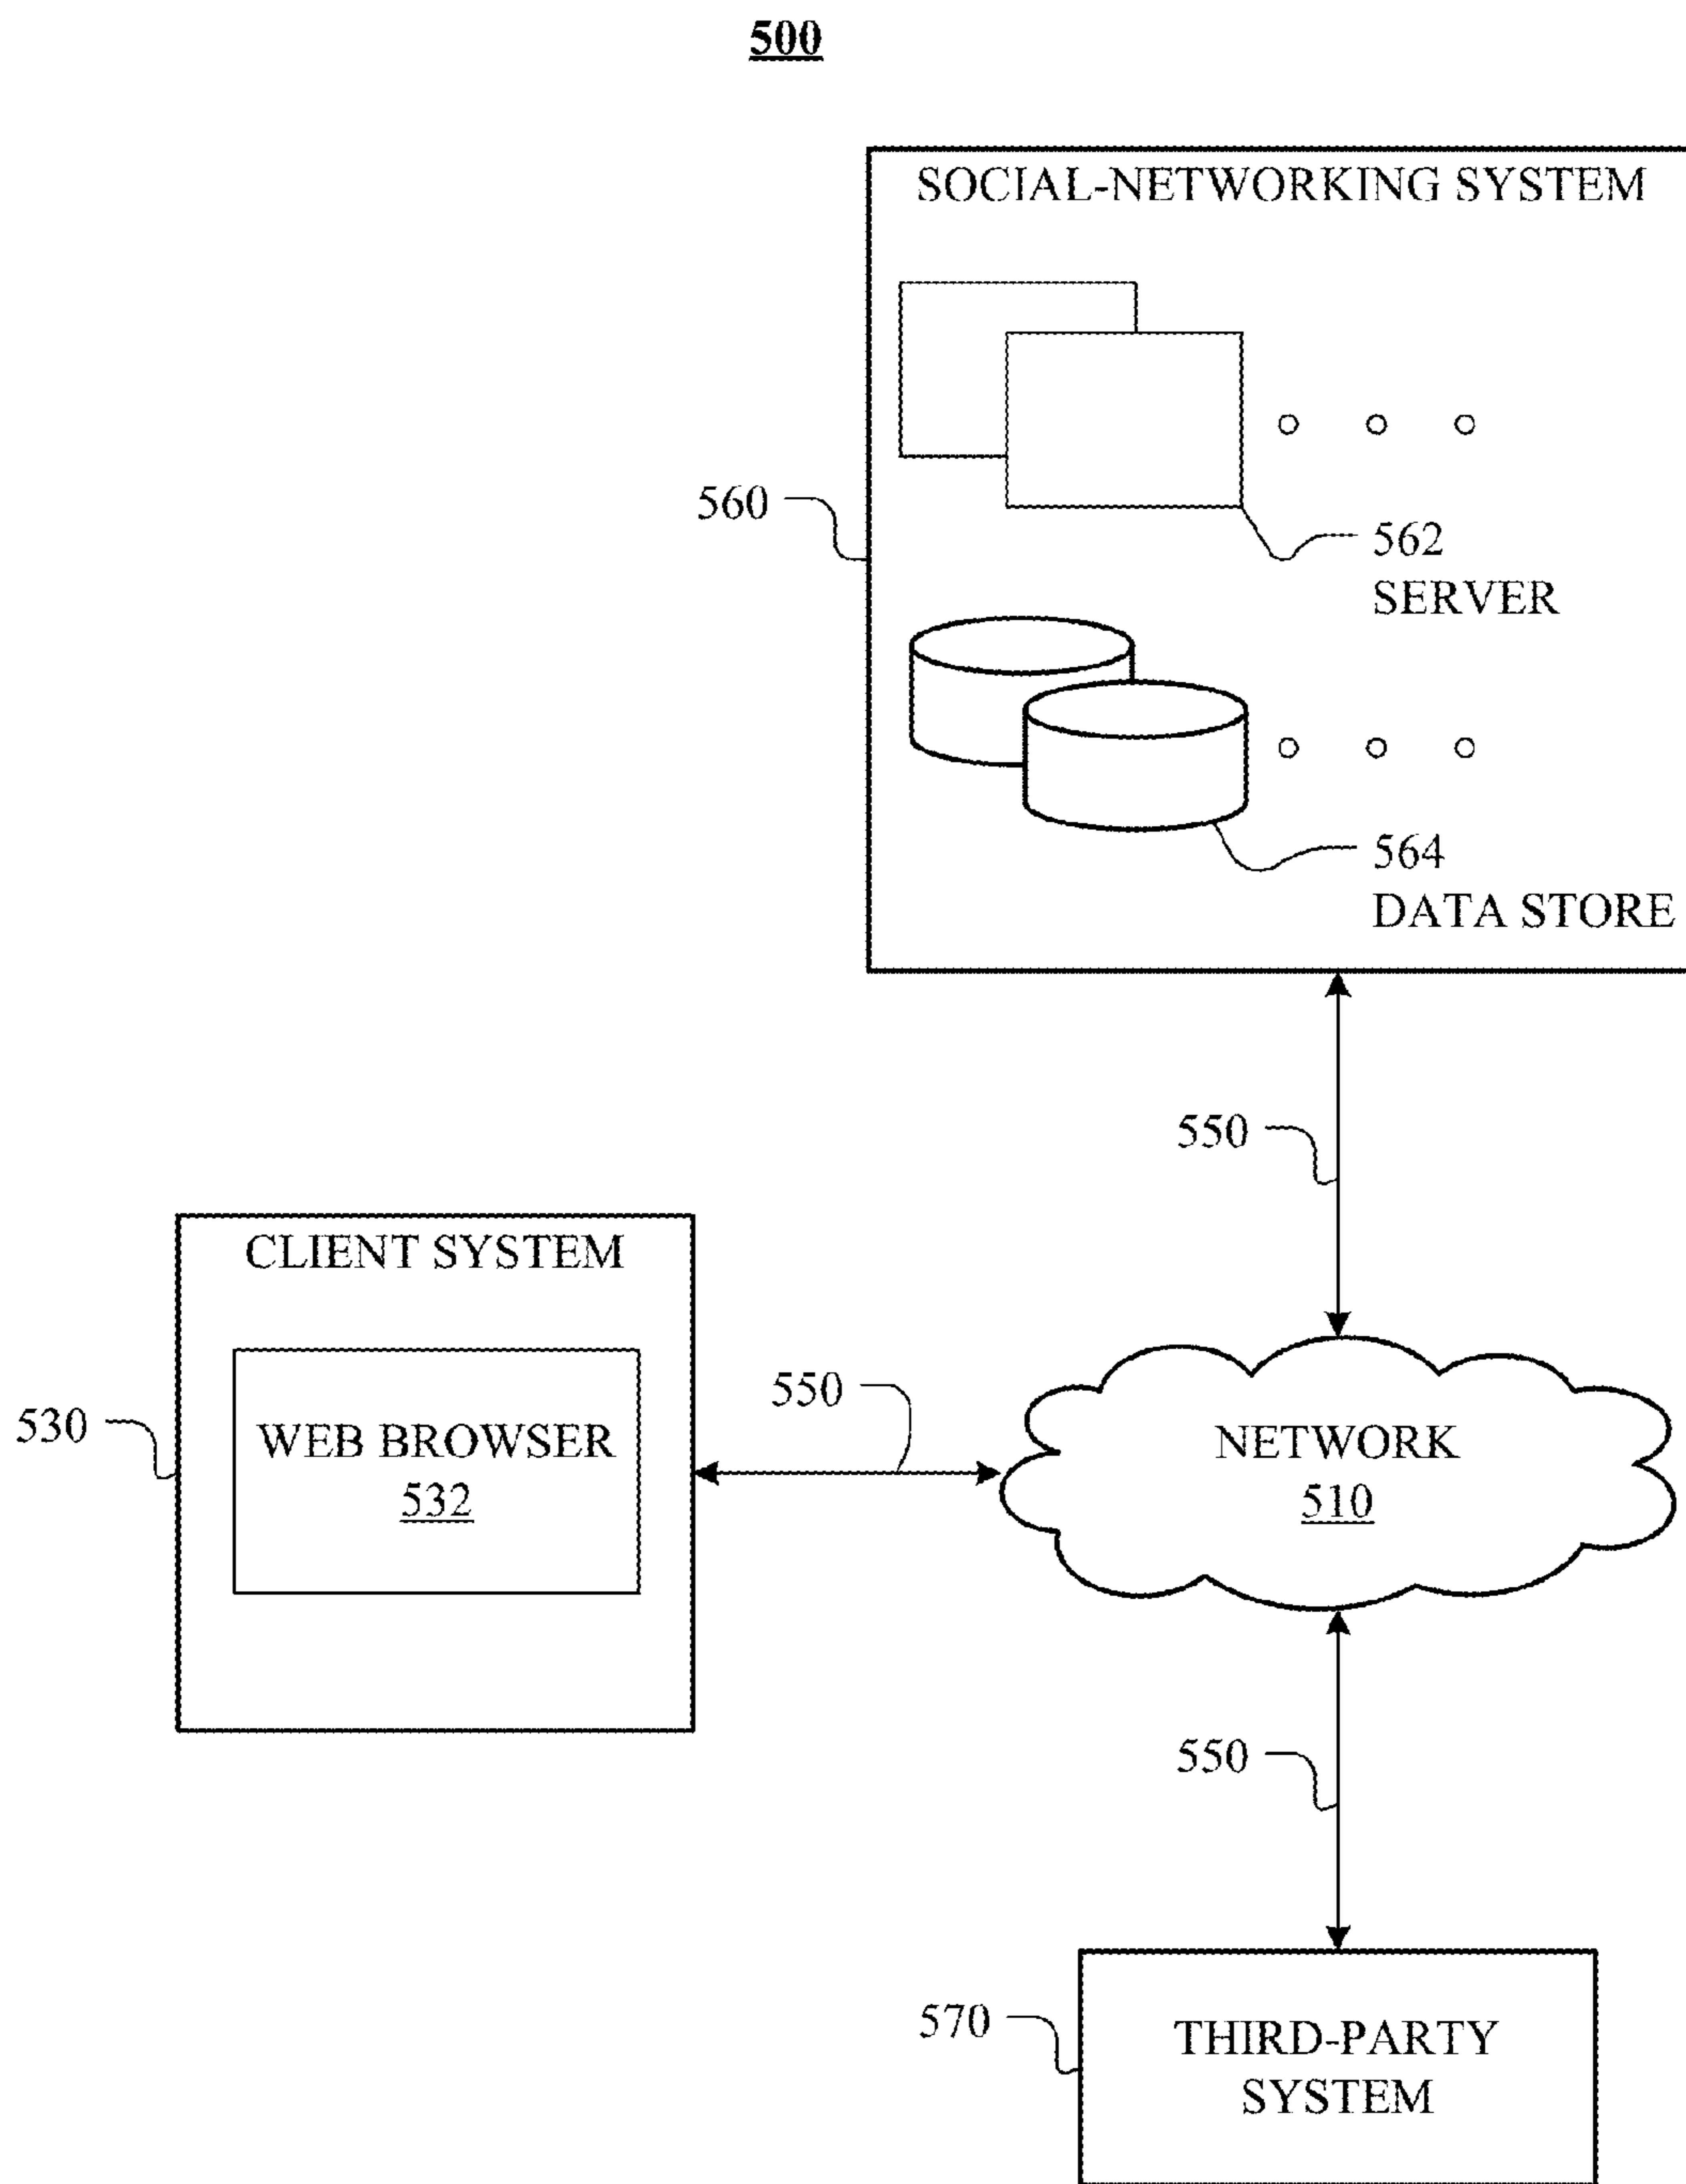 500
SOCIAL-NETWORKING SYSTEM
560
562
SERVER
564
DATA STORE
550
CLIENT SYSTEM
530
WEB BROWSER
532
550
NETWORK
510
550
570
THIRD-PARTY
SYSTEM